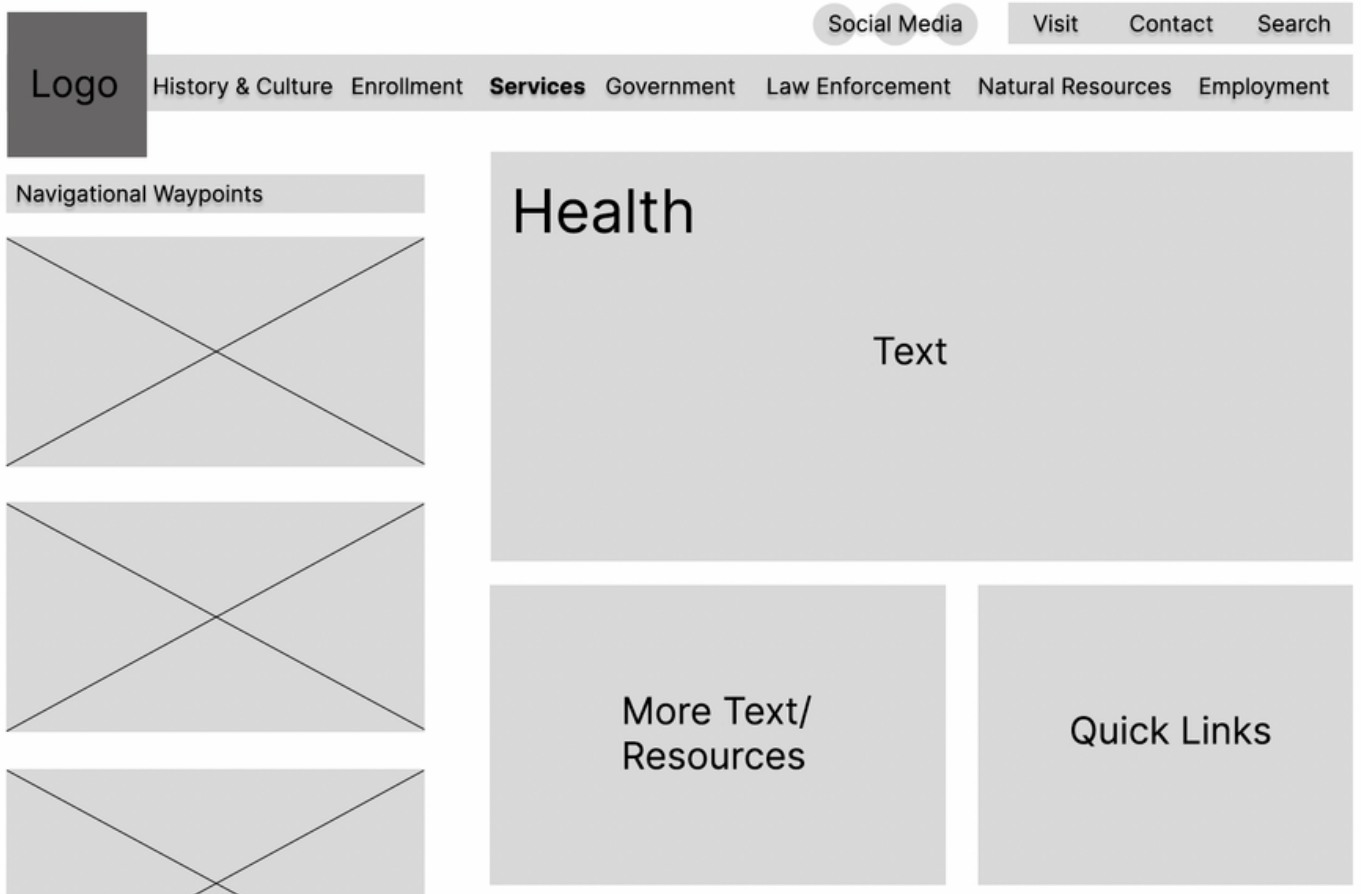 Social Media
Visit Contact Search
Logo
History & Culture Enrollment Services Government Law Enforcement Natural Resources Employment
Navigational Waypoints
Health
Text
More Text/
Resources
Quick Links